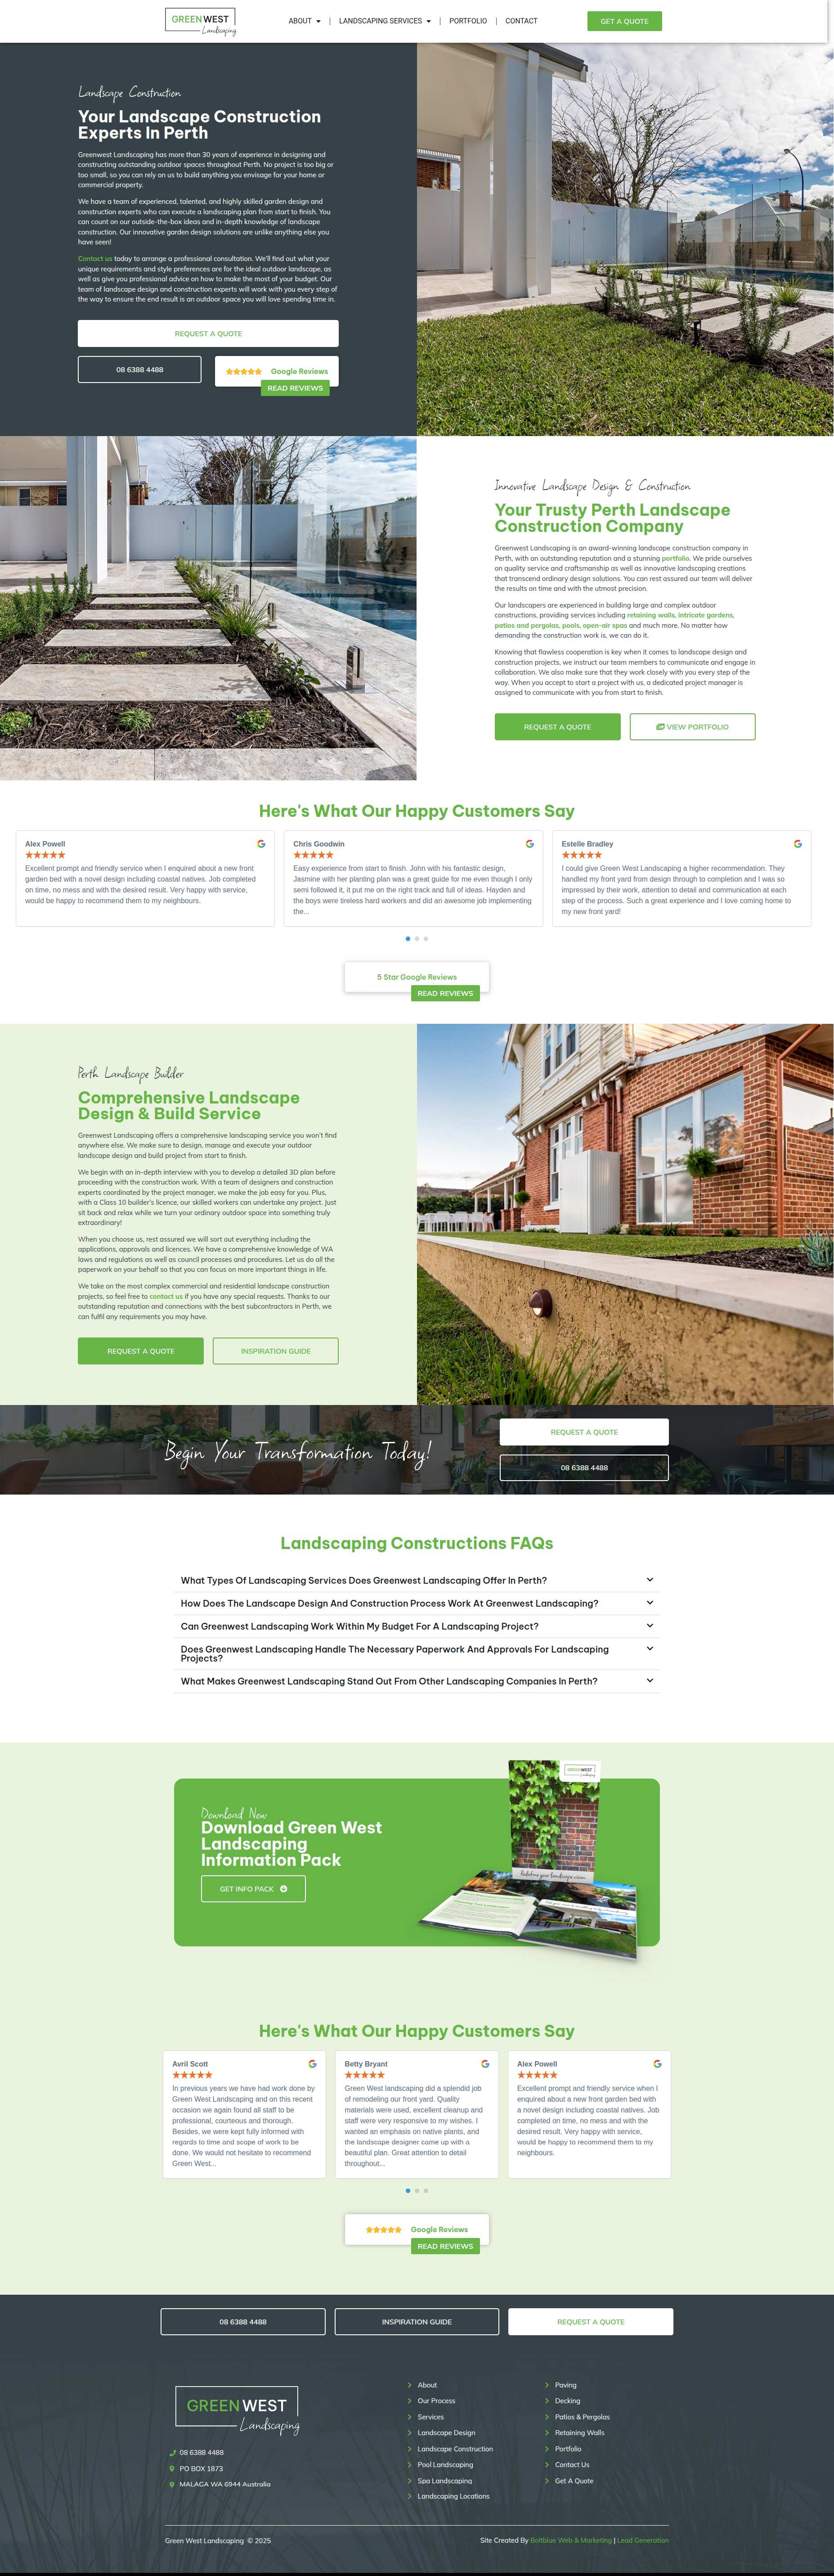 GREENWEST
Landscaping
ABOUT
LANDSCAPING SERVICES
PORTFOLIO
CONTACT
GET A QUOTE
Landscape Construction
Your Landscape Construction
Experts In Perth
Greenwest Landscaping has more than 30 years of experience in designing and
constructing outstanding outdoor spaces throughout Perth. No project is too big or
too small, so you can rely on us to build anything you envisage for your home or
commercial property.
We have a team of experienced, talented, and highly skilled garden design and
construction experts who can execute a landscaping plan from start to finish. You
can count on our outside-the-box ideas and in-depth knowledge of landscape
construction. Our innovative garden design solutions are unlike anything else you
have seen!
Contact us today to arrange a professional consultation. We'll find out what your
unique requirements and style preferences are for the ideal outdoor landscape, as
well as give you professional advice on how to make the most of your budget. Our
team of landscape design and construction experts will work with you every step of
the way to ensure the end result is an outdoor space you will love spending time in.
REQUEST A QUOTE
08 6388 4488
Google Reviews
READ REVIEWS
Innovative Landscape Design & Construction
Your Trusty Perth Landscape
Construction Company
Greenwest Landscaping is an award-winning landscape construction company in
Perth, with an outstanding reputation and a stunning portfolio. We pride ourselves
on quality service and craftsmanship as well as innovative landscaping creations
that transcend ordinary design solutions. You can rest assured our team will deliver
the results on time and with the utmost precision.
Our landscapers are experienced in building large and complex outdoor
constructions, providing services including retaining walls, intricate gardens,
patios and pergolas, pools, open-air spas and much more. No matter how
demanding the construction work is, we can do it.
Knowing that flawless cooperation is key when it comes to landscape design and
construction projects, we instruct our team members to communicate and engage in
collaboration. We also make sure that they work closely with you every step of the
way. When you accept to start a project with us, a dedicated project manager is
assigned to communicate with you from start to finish.
REQUEST A QUOTE
VIEW PORTFOLIO
Here's What Our Happy Customers Say
Alex Powell
Excellent prompt and friendly service when I enquired about a new front
garden bed with a novel design including coastal natives. Job completed
on time, no mess and with the desired result. Very happy with service,
would be happy to recommend them to my neighbours.
Chris Goodwin
Easy experience from start to finish. John with his fantastic design,
Jasmine with her planting plan was a great guide for me even though I only
semi followed it, it put me on the right track and full of ideas. Hayden and
the boys were tireless hard workers and did an awesome job implementing
the...
Estelle Bradley
I could give Green West Landscaping a higher recommendation. They
handled my front yard from design through to completion and I was so
impressed by their work, attention to detail and communication at each
step of the process. Such a great experience and I love coming home to
my new front yard!
5 Star Google Reviews
READ REVIEWS
Perth Landscape Builder
Comprehensive Landscape
Design & Build Service
Greenwest Landscaping offers a comprehensive landscaping service you won't find
anywhere else. We make sure to design, manage and execute your outdoor
landscape design and build project from start to finish.
We begin with an in-depth interview with you to develop a detailed 3D plan before
proceeding with the construction work. With a team of designers and construction
experts coordinated by the project manager, we make the job easy for you. Plus,
with a Class 10 builder's licence, our skilled workers can undertake any project. Just
sit back and relax while we turn your ordinary outdoor space into something truly
extraordinary!
When you choose us, rest assured we will sort out everything including the
applications, approvals and licences. We have a comprehensive knowledge of WA
laws and regulations as well as council processes and procedures. Let us do all the
paperwork on your behalf so that you can focus on more important things in life.
We take on the most complex commercial and residential landscape construction
projects, so feel free to contact us if you have any special requests. Thanks to our
outstanding reputation and connections with the best subcontractors in Perth, we
can fulfil any requirements you may have.
REQUEST A QUOTE
INSPIRATION GUIDE
Begin Your Transformation Today!
REQUEST A QUOTE
08 6388 4488
Landscaping Constructions FAQs
What Types Of Landscaping Services Does Greenwest Landscaping Offer In Perth?
How Does The Landscape Design And Construction Process Work At Greenwest Landscaping?
Can Greenwest Landscaping Work Within My Budget For A Landscaping Project?
Does Greenwest Landscaping Handle The Necessary Paperwork And Approvals For Landscaping
Projects?
What Makes Greenwest Landscaping Stand Out From Other Landscaping Companies In Perth?
Download Now
Download Green West
Landscaping
Information Pack
GET INFO PACK
GREENWEST
Landscaping
Redefine your landscape vision
Here's What Our Happy Customers Say
Avril Scott
In previous years we have had work done by
Green West Landscaping and on this recent
occasion we again found all staff to be
professional, courteous and thorough.
Besides, we were kept fully informed with
regards to time and scope of work to be
done. We would not hesitate to recommend
Green West...
Betty Bryant
Green West landscaping did a splendid job
of remodeling our front yard. Quality
materials were used, excellent cleanup and
staff were very responsive to my wishes. I
wanted an emphasis on native plants, and
the landscape designer came up with a
beautiful plan. Great attention to detail
throughout...
Alex Powell
Excellent prompt and friendly service when I
enquired about a new front garden bed with
a novel design including coastal natives. Job
completed on time, no mess and with the
desired result. Very happy with service,
would be happy to recommend them to my
neighbours.
Google Reviews
READ REVIEWS
08 6388 4488
INSPIRATION GUIDE
REQUEST A QUOTE
GREENWEST
Landscaping
08 6388 4488
PO BOX 1873
MALAGA WA 6944 Australia
About
Our Process
Services
Landscape Design
Landscape Construction
Pool Landscaping
Spa Landscaping
Landscaping Locations
Paving
Decking
Patios & Pergolas
Retaining Walls
Portfolio
Contact Us
Get A Quote
Green West Landscaping © 2025
Site Created By Boltblue Web & Marketing | Lead Generation